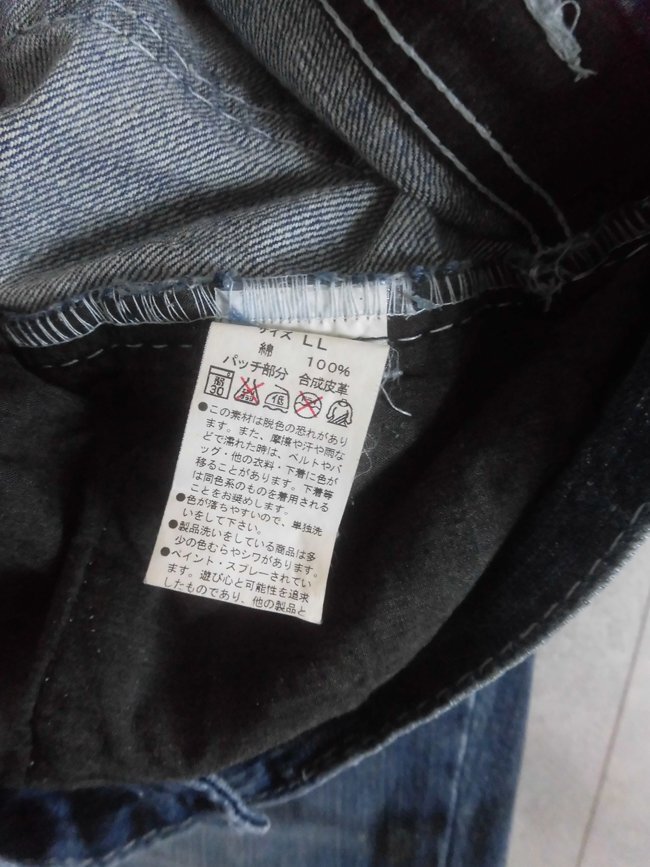 サイズ LL
綿 100%
パッチ部分 合成皮革
弱
30
低
●この素材は脱色の恐れがあり
ます。また、摩擦や汗や雨な
どで濡れた時は、ベルトやバ
ッグ・他の衣料・下着に色が
移ることがあります。下着等
は同色系のものを着用される
ことをお奨めします。
●色が落ちやすいので、単独洗
いをして下さい。
●製品洗いをしている商品は多
少の色むらやシワがあります。
●ペイント・スプレーされてい
ます。遊び心と可能性を追求
したものであり、他の製品と